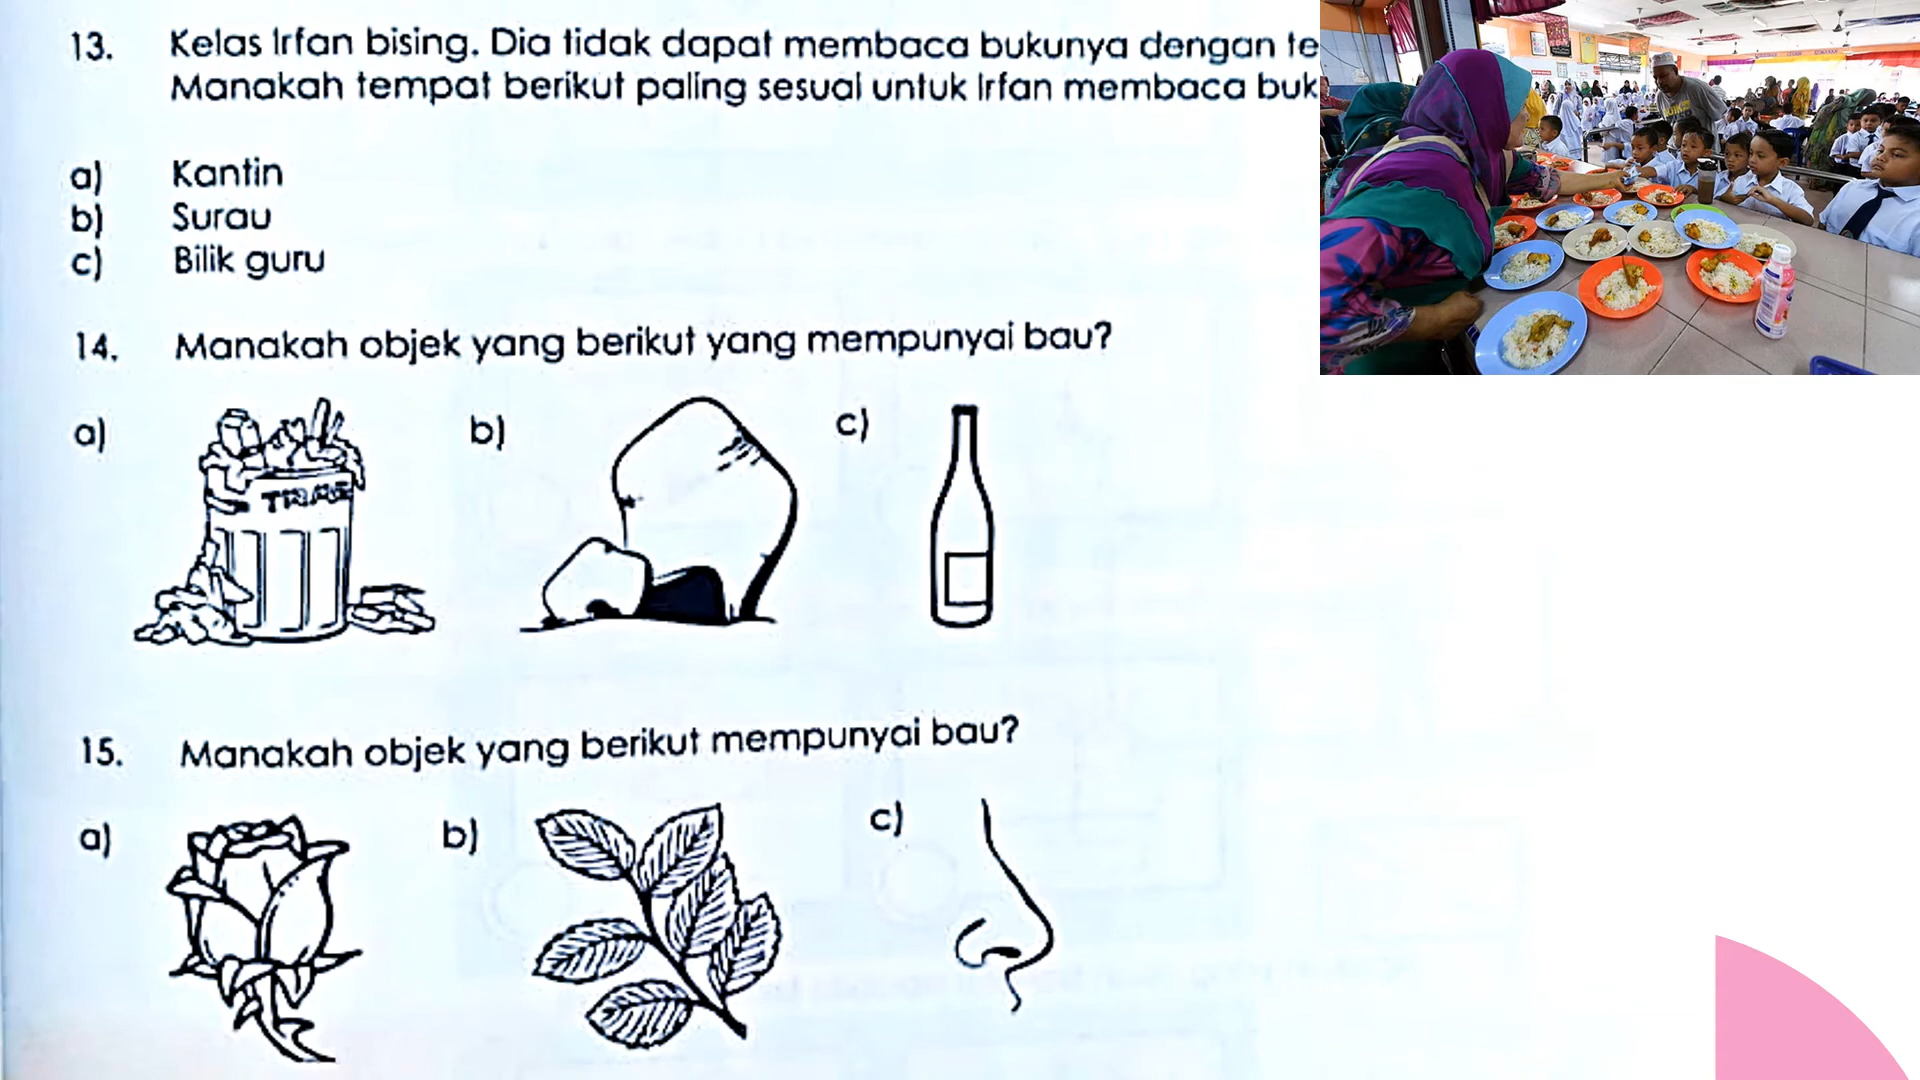 13. Kelas Irfan bising. Dia tidak dapat membaca bukunya dengan te
Manakah tempat berikut paling sesuai untuk Irfan membaca buk
a) Kantin
b) Surau
c) Bilik guru
14. Manakah objek yang berikut yang mempunyai bau?
a) b) c)
15. Manakah objek yang berikut mempunyai bau?
a) b) c)